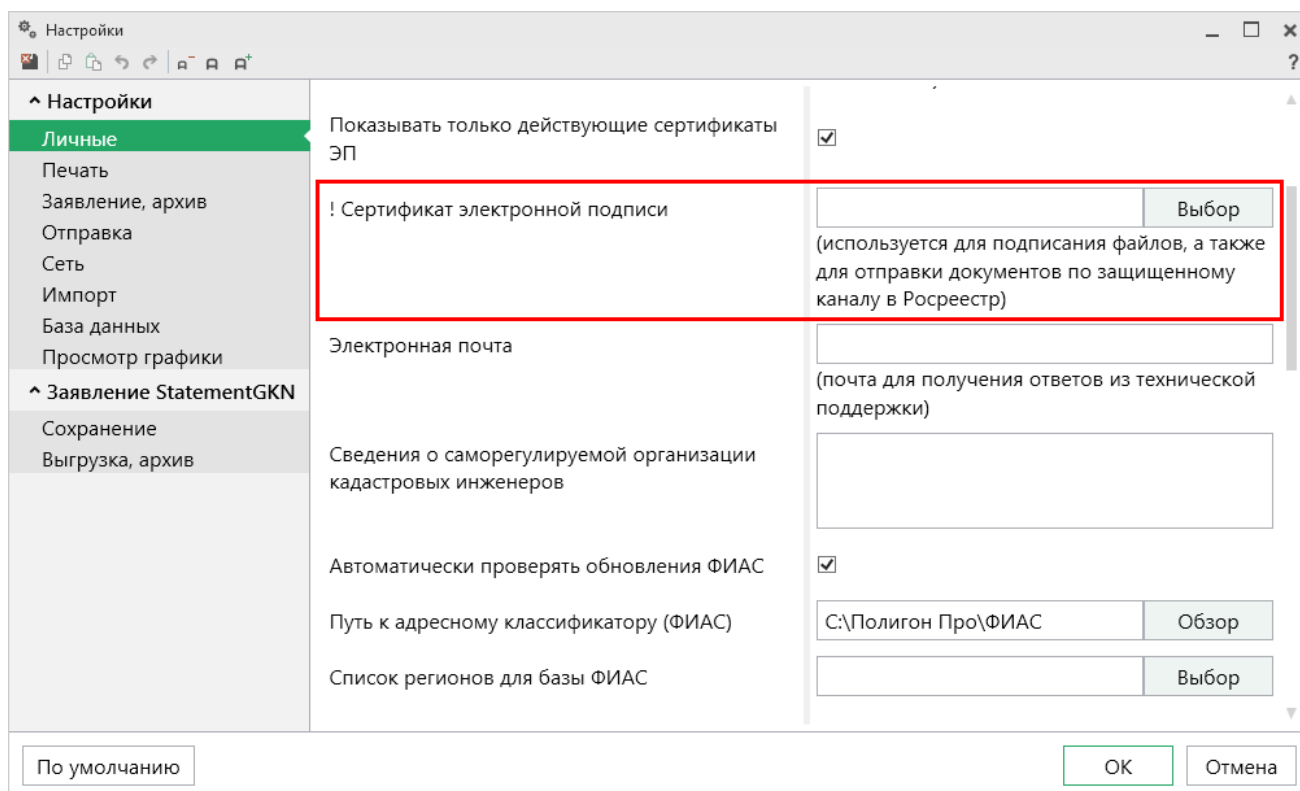 Настройки
?
Настройки
Личные
Печать
Заявление, архив
Отправка
Сеть
Импорт
База данных
Просмотр графики
Заявление StatementGKN
Сохранение
Выгрузка, архив
Показывать только действующие сертификаты
ЭП
! Сертификат электронной подписи
Выбор
(используется для подписания файлов, а также
для отправки документов по защищенному
каналу в Росреестр)
Электронная почта
(почта для получения ответов из технической
поддержки)
Сведения о саморегулируемой организации
кадастровых инженеров
Автоматически проверять обновления ФИАС
Путь к адресному классификатору (ФИАС)
C:\Полигон Про\ФИАС
Обзор
Список регионов для базы ФИАС
Выбор
По умолчанию
ОК
Отмена